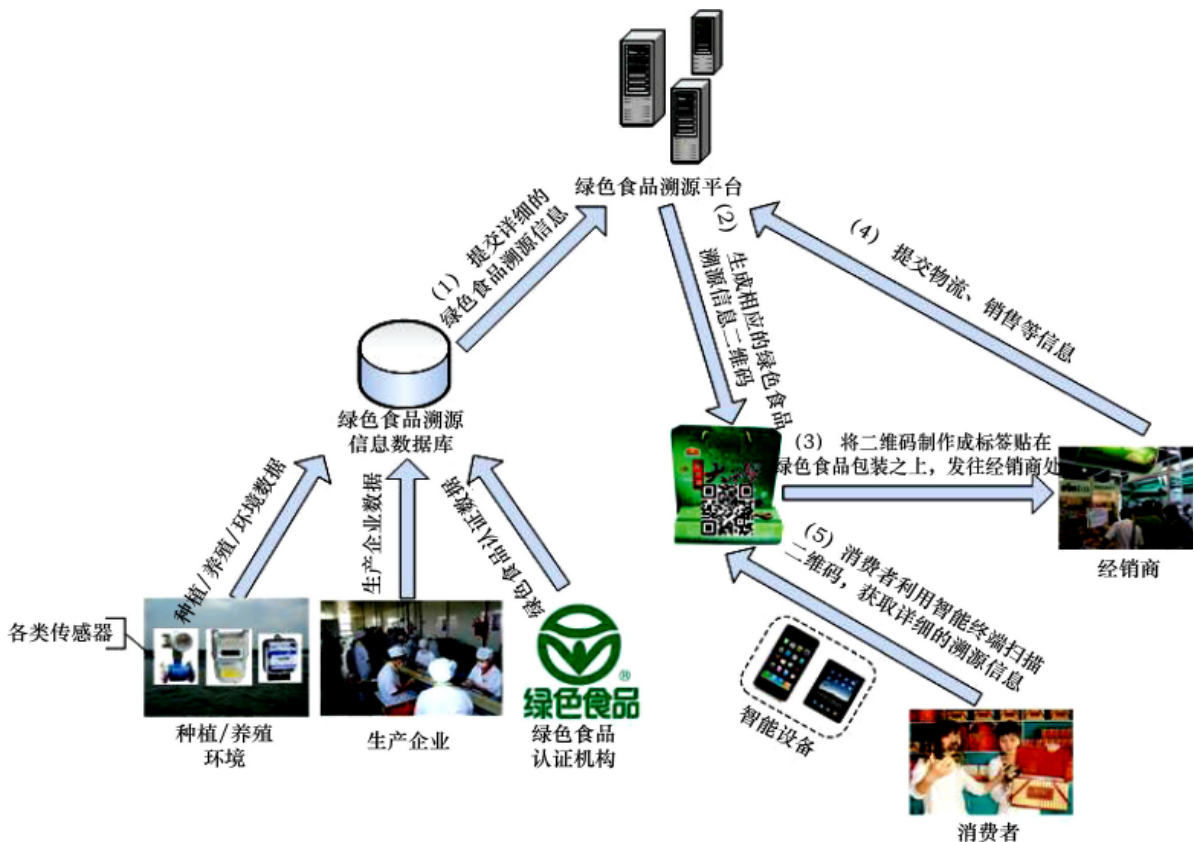 绿色食品溯源平台
(1) 提交详细的
绿色食品溯源信息
(2) 生成相应的绿色食品
溯源信息二维码
(4) 提交物流、销售等信息
绿色食品溯源
信息数据库
(3) 将二维码制作成标签贴在
绿色食品包装之上，发往经销商处
经销商
种植/养殖/环境数据
生产企业数据
绿色食品认证数据
(5) 消费者利用智能终端扫描
二维码，获取详细的溯源信息
各类传感器
智能设备
绿色食品
®
种植/养殖
环境
生产企业
绿色食品
认证机构
消费者